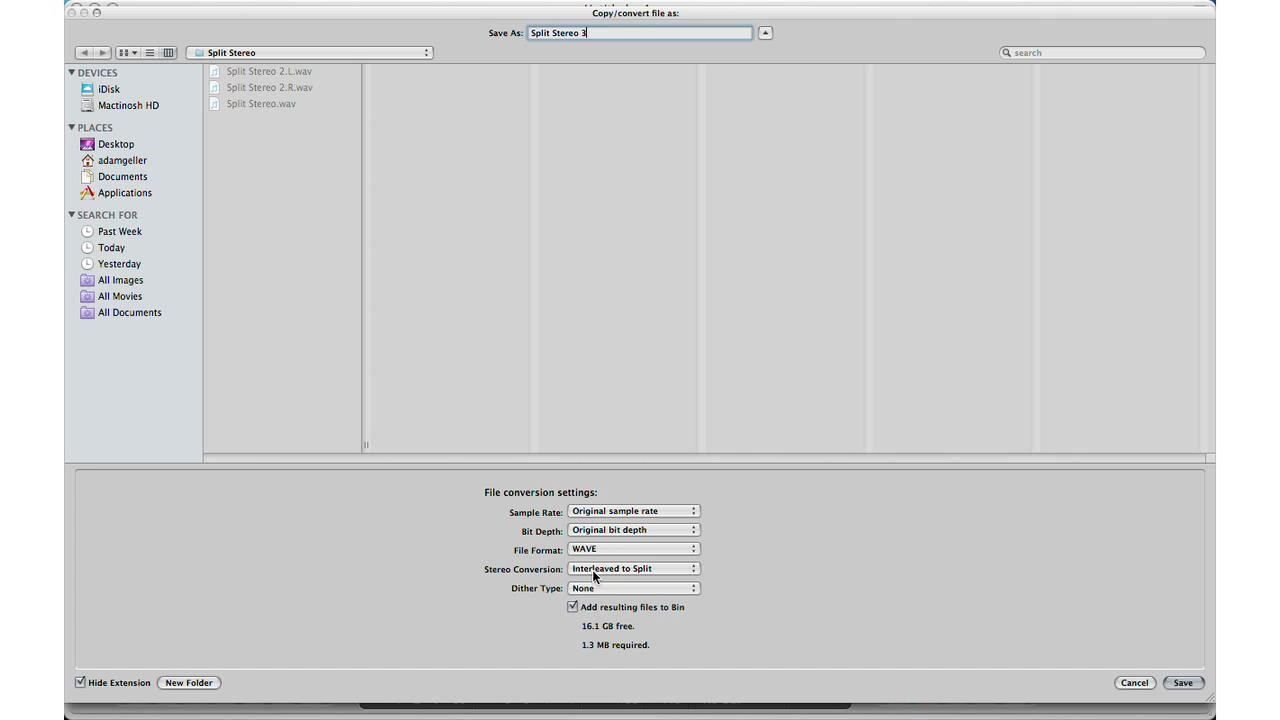 Copy/convert file as:
Save As: Split Stereo 3
Split Stereo
search
DEVICES
iDisk
Mactinosh HD
PLACES
Desktop
adamgeller
Documents
Applications
SEARCH FOR
Past Week
Today
Yesterday
All Images
All Movies
All Documents
Split Stereo 2.L.wav
Split Stereo 2.R.wav
Split Stereo.wav
File conversion settings:
Sample Rate: Original sample rate
Bit Depth: Original bit depth
File Format: WAVE
Stereo Conversion: Interleaved to Split
Dither Type: None
Add resulting files to Bin
16.1 GB free.
1.3 MB required.
Hide Extension New Folder Cancel Save